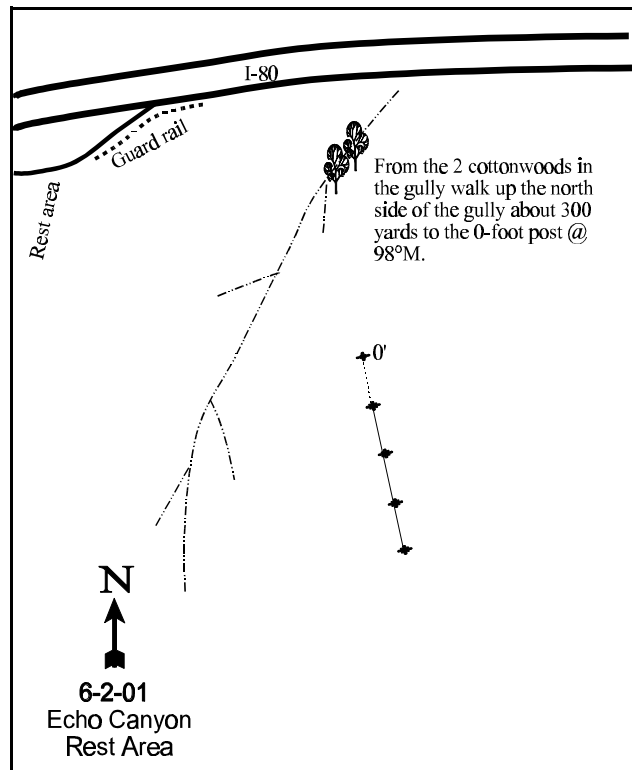 I-80
Guard rail
Rest area
From the 2 cottonwoods in
the gully walk up the north
side of the gully about 300
yards to the 0-foot post @
98°M.
0'
N
6-2-01
Echo Canyon
Rest Area